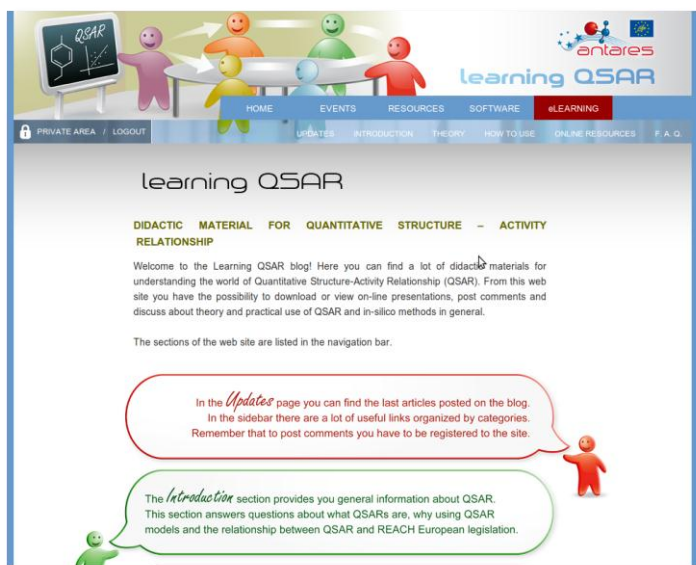 QSAR
antares
learning QSAR
HOME EVENTS RESOURCES SOFTWARE eLEARNING
PRIVATE AREA / LOGOUT UPDATES INTRODUCTION THEORY HOW TO USE ONLINE RESOURCES F. A. Q.
learning QSAR
DIDACTIC MATERIAL FOR QUANTITATIVE STRUCTURE – ACTIVITY
RELATIONSHIP
Welcome to the Learning QSAR blog! Here you can find a lot of didactic materials for
understanding the world of Quantitative Structure-Activity Relationship (QSAR). From this web
site you have the possibility to download or view on-line presentations, post comments and
discuss about theory and practical use of QSAR and in-silico methods in general.
The sections of the web site are listed in the navigation bar.
In the Updates page you can find the last articles posted on the blog.
In the sidebar there are a lot of useful links organized by categories.
Remember that to post comments you have to be registered to the site.
The Introduction section provides you general information about QSAR.
This section answers questions about what QSARs are, why using QSAR
models and the relationship between QSAR and REACH European legislation.